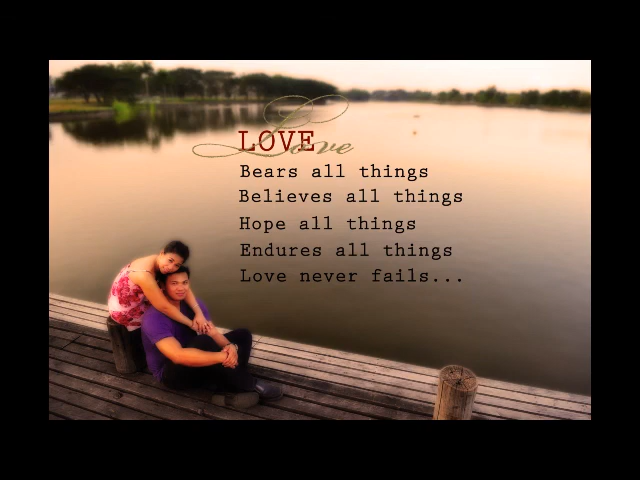 LOVE
Love
Bears all things
Believes all things
Hope all things
Endures all things
Love never fails...